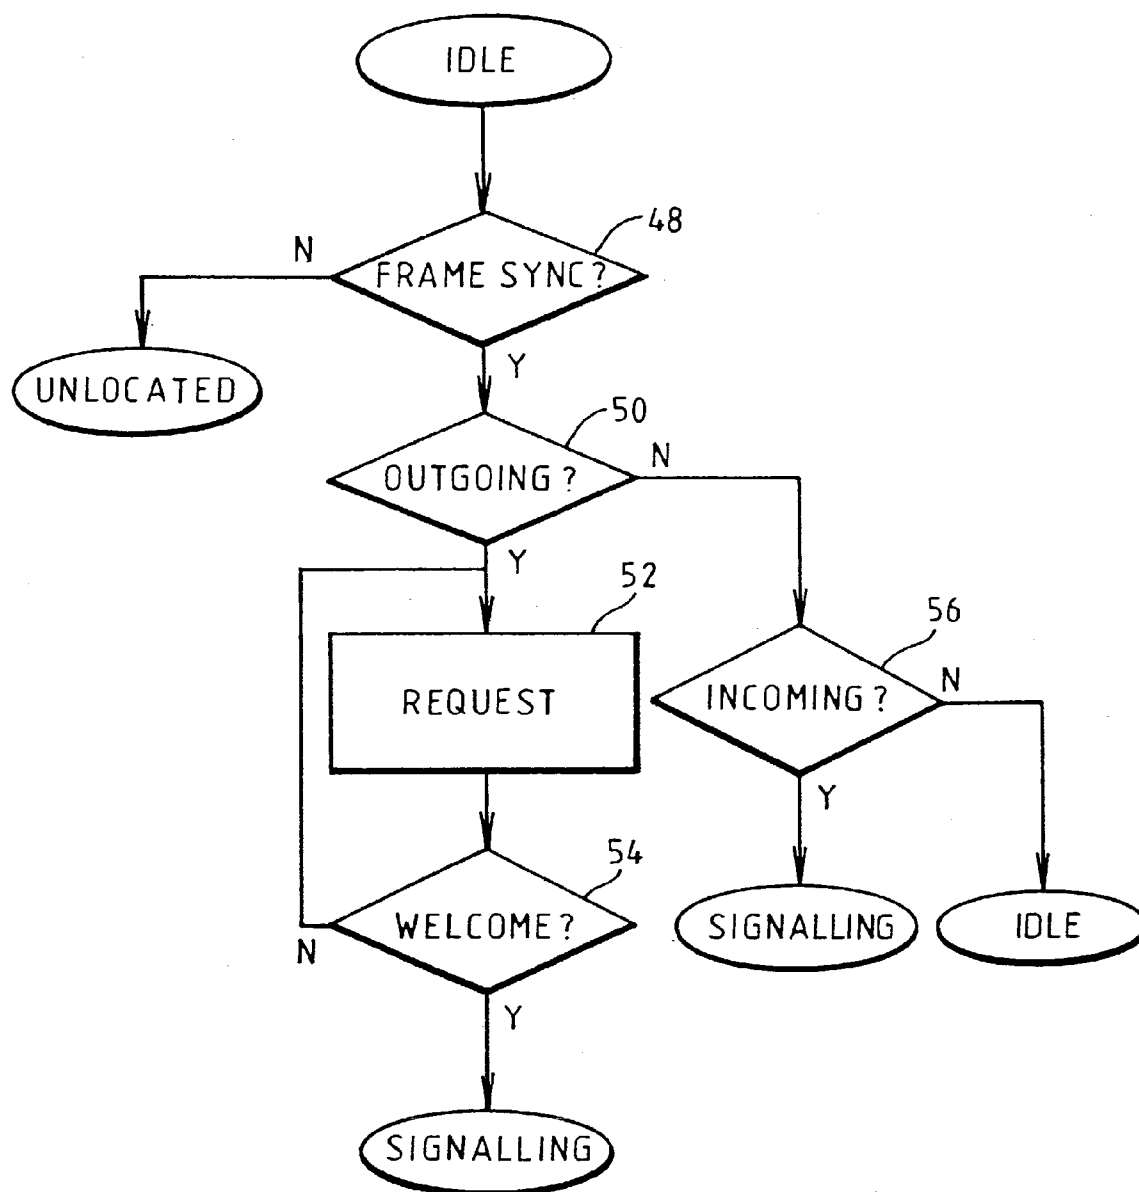 IDLE
48
N
FRAME SYNC?
Y
UNLOCATED
50
N
OUTGOING?
Y
52
56
REQUEST
INCOMING?
N
Y
54
WELCOME?
N
SIGNALLING
IDLE
Y
SIGNALLING